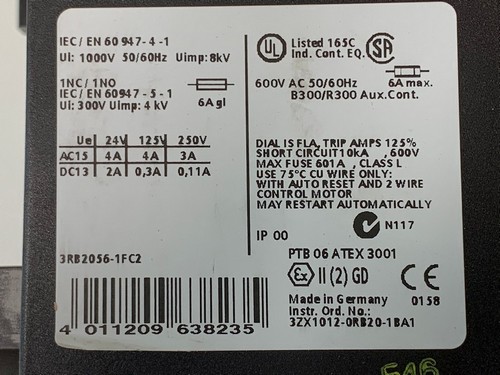 IEC / EN 60 947 - 4 - 1
Ui: 1000V 50/60Hz Uimp: 8kV
1NC / 1NO
IEC / EN 60947 - 5 - 1
Ui: 300V Uimp: 4 kV
6A gl
Ue 24V 125V 250V
AC15 4A 4A 3A
DC13 2A 0,3A 0,11A
3RB2056-1FC2
4 011209 638235
UL Listed 165C
Ind. Cont. EQ. SA
600V AC 50/60Hz 6A max.
B300/R300 Aux.Cont.
DIAL IS FLA, TRIP AMPS 125%
SHORT CIRCUIT10kA ,600V
MAX FUSE 601A , CLASS L
USE 75°C CU WIRE ONLY:
WITH AUTO RESET AND 2 WIRE
CONTROL MOTOR
MAY RESTART AUTOMATICALLY
N117
IP 00
PTB 06 ATEX 3001
Ex II (2) GD CE
Made in Germany 0158
Instr. Ord. No.:
3ZX1012-0RB20-1BA1